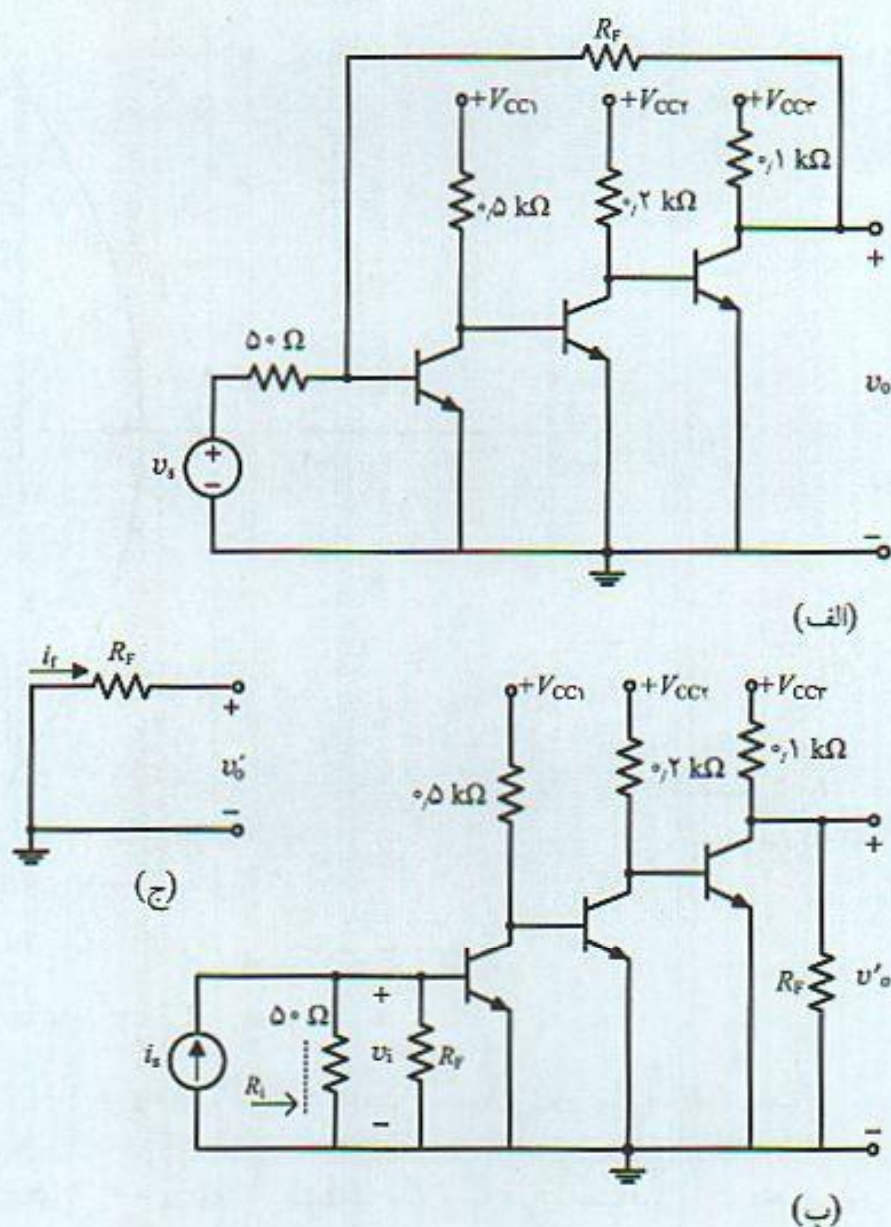 R_F
+V_CC۱ +V_CC۲ +V_CC۳
۰٫۵ kΩ ۰٫۲ kΩ ۰٫۱ kΩ
۵۰ Ω
+
v_s + − v_o
−
(الف)
i_f R_F
+
v'_o
−
(ج)
+V_CC۱ +V_CC۲ +V_CC۳
۰٫۵ kΩ ۰٫۲ kΩ ۰٫۱ kΩ
+
۵۰ Ω + R_F v'_o
i_s v_i R_F
R_i −
−
(ب)